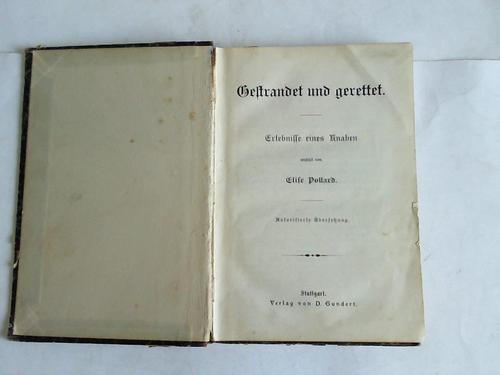 Gestrandet und gerettet.
Erlebnisse eines Knaben
erzählt von
Elise Pollard.
Autorisierte Übersetzung.
Stuttgart.
Verlag von D. Gundert.